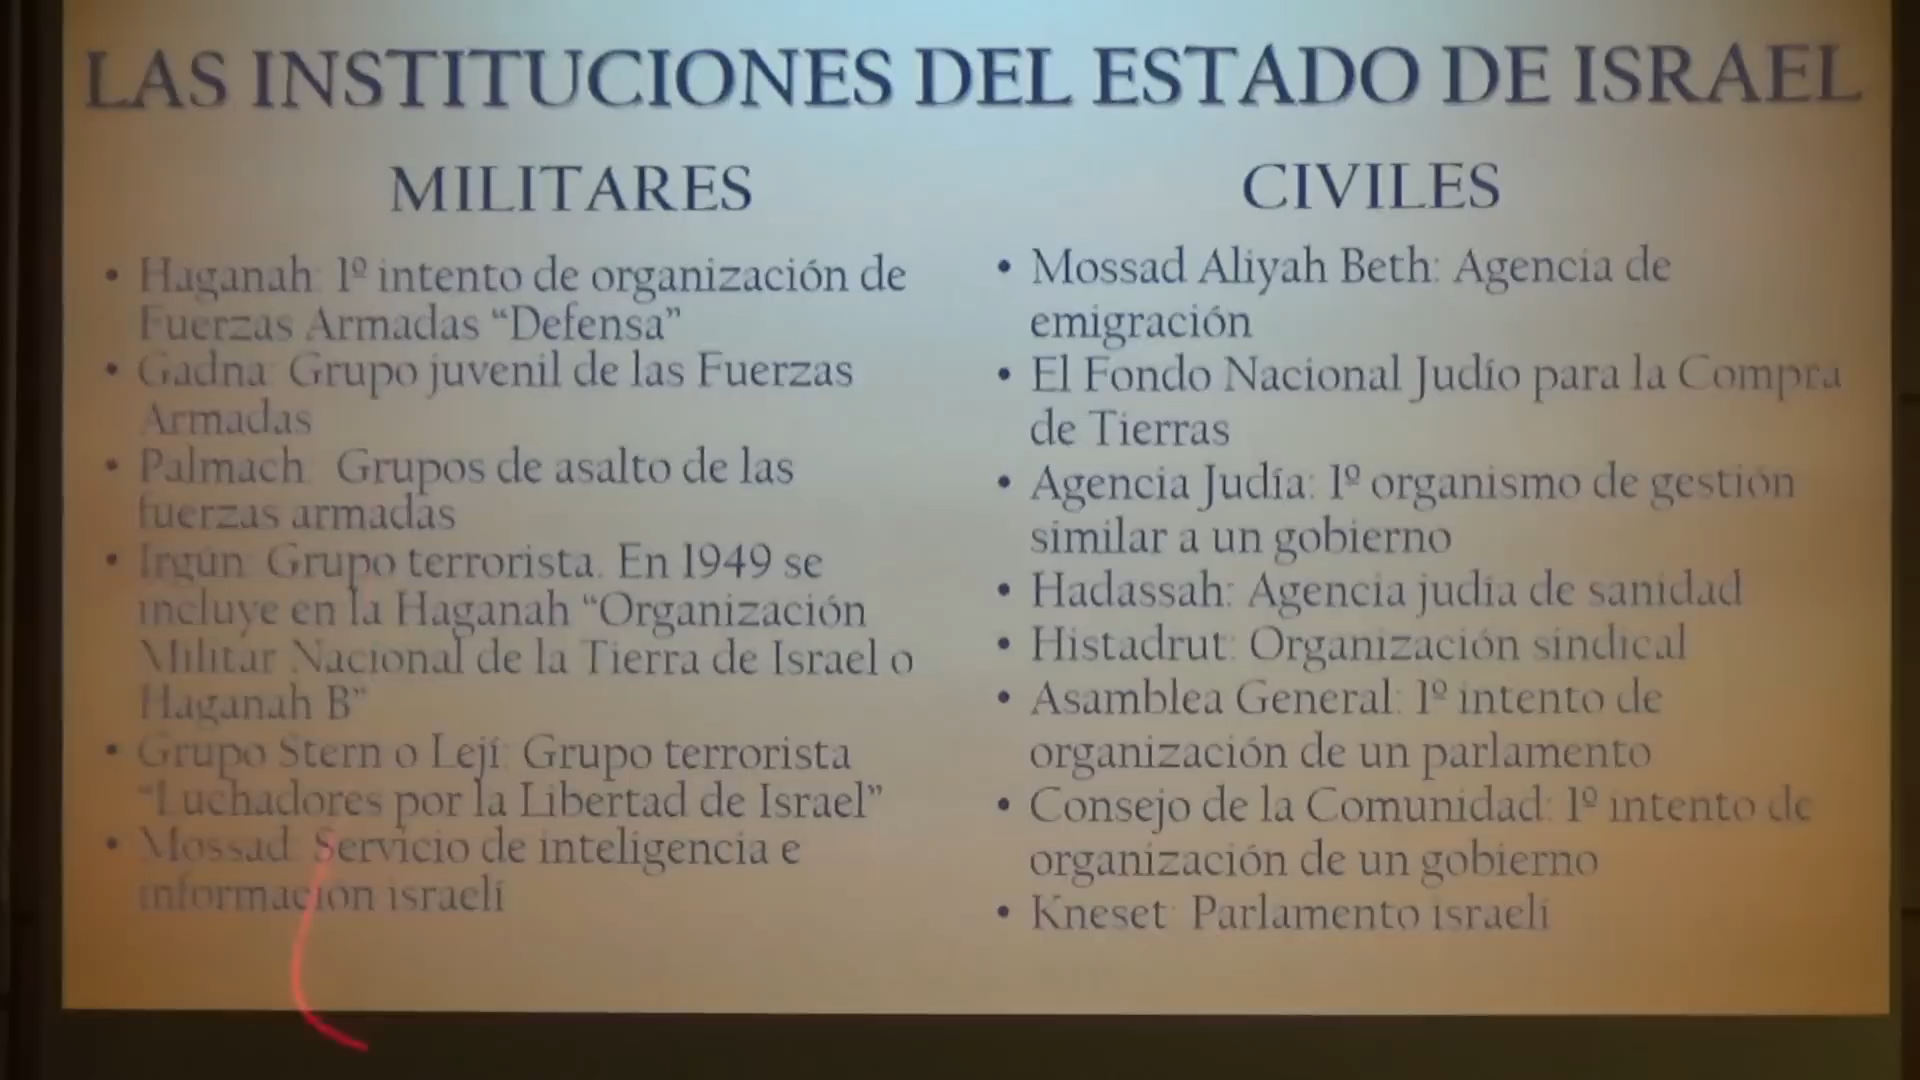 LAS INSTITUCIONES DEL ESTADO DE ISRAEL
MILITARES
• Haganah: 1º intento de organización de
Fuerzas Armadas “Defensa”
• Gadna: Grupo juvenil de las Fuerzas
Armadas
• Palmach: Grupos de asalto de las
fuerzas armadas
• Irgún: Grupo terrorista. En 1949 se
incluye en la Haganah “Organización
Militar Nacional de la Tierra de Israel o
Haganah B”
• Grupo Stern o Lejí: Grupo terrorista
“Luchadores por la Libertad de Israel”
• Mossad: Servicio de inteligencia e
información israelí
CIVILES
• Mossad Aliyah Beth: Agencia de
emigración
• El Fondo Nacional Judío para la Compra
de Tierras
• Agencia Judía: 1º organismo de gestión
similar a un gobierno
• Hadassah: Agencia judía de sanidad
• Histadrut: Organización sindical
• Asamblea General: 1º intento de
organización de un parlamento
• Consejo de la Comunidad: 1º intento de
organización de un gobierno
• Kneset: Parlamento israelí